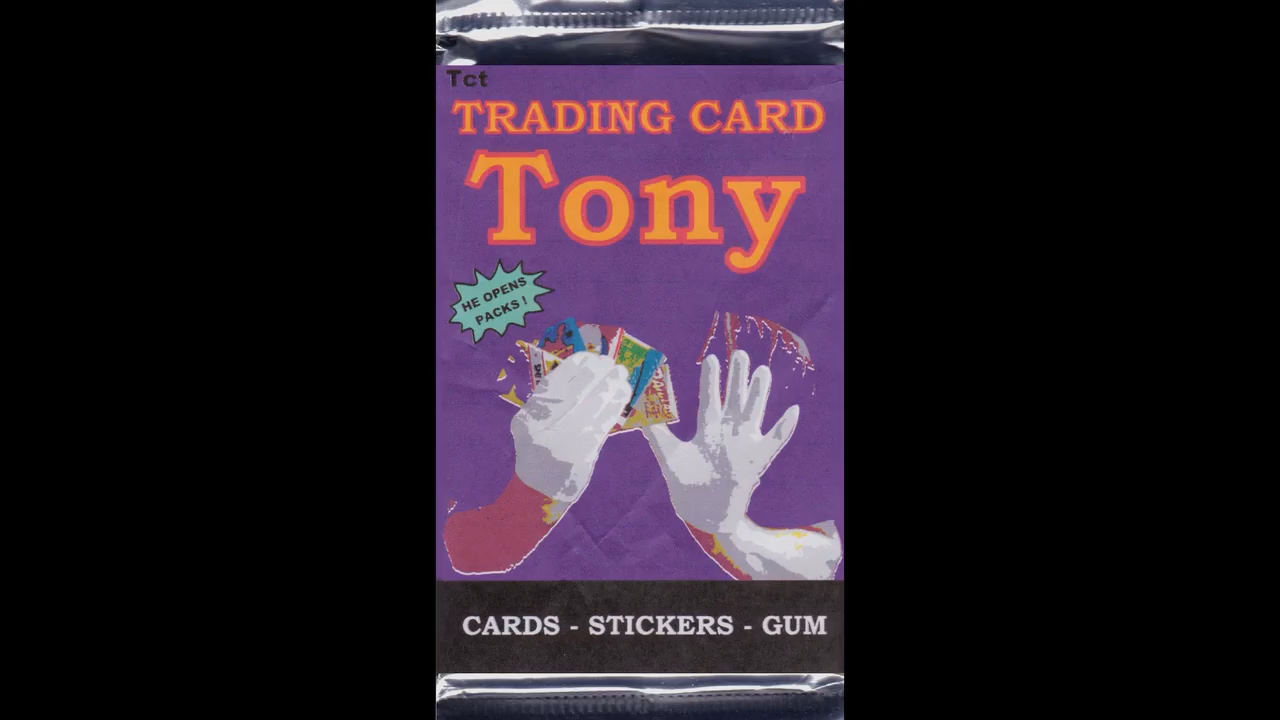 Tct
TRADING CARD
Tony
HE OPENS
PACKS!
CARDS - STICKERS - GUM